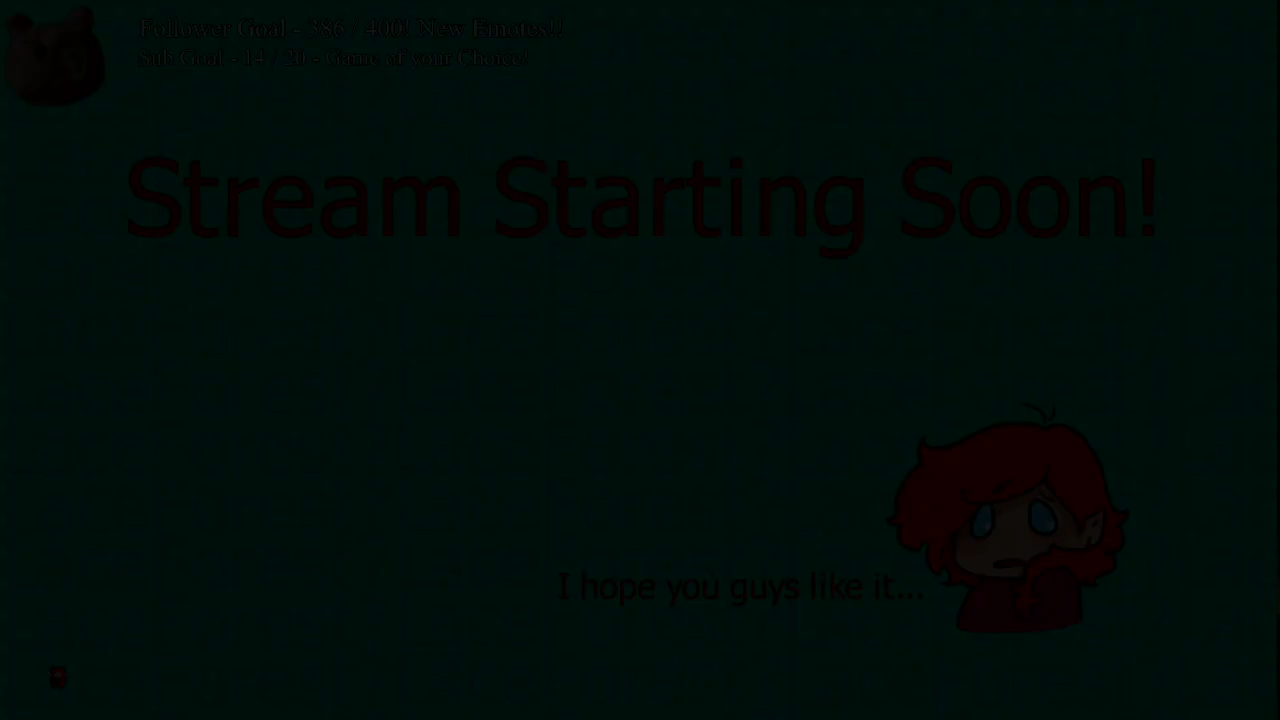 Follower Goal - 386 / 400! New Emotes!!
Sub Goal - 14 / 20 - Game of your Choice!
Stream Starting Soon!
I hope you guys like it...